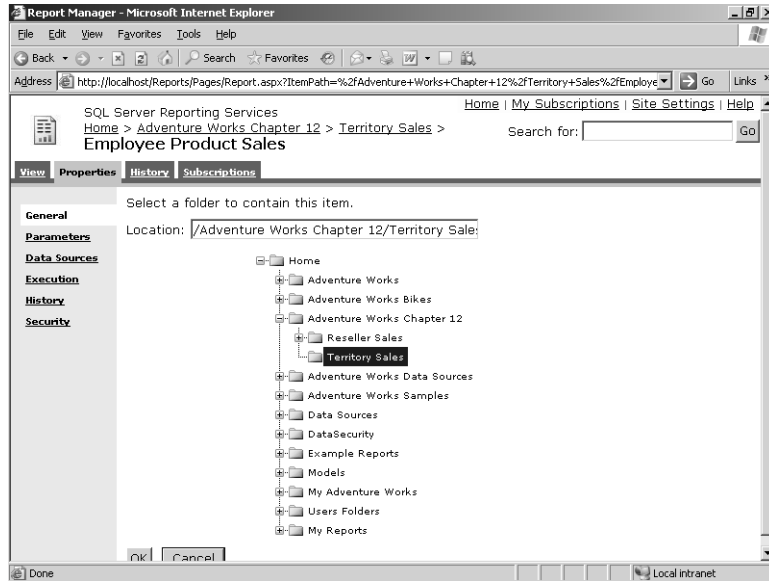 Report Manager - Microsoft Internet Explorer
File Edit View Favorites Tools Help
Back Search Favorites
Address http://localhost/Reports/Pages/Report.aspx?ItemPath=%2fAdventure+Works+Chapter+12%2fTerritory+Sales%2fEmploye Go Links »
Home | My Subscriptions | Site Settings | Help
SQL Server Reporting Services
Home > Adventure Works Chapter 12 > Territory Sales >
Search for: Go
Employee Product Sales
View Properties History Subscriptions
General
Parameters
Data Sources
Execution
History
Security
Select a folder to contain this item.
Location: /Adventure Works Chapter 12/Territory Sale
Home
Adventure Works
Adventure Works Bikes
Adventure Works Chapter 12
Reseller Sales
Territory Sales
Adventure Works Data Sources
Adventure Works Samples
Data Sources
DataSecurity
Example Reports
Models
My Adventure Works
Users Folders
My Reports
OK Cancel
Done Local intranet